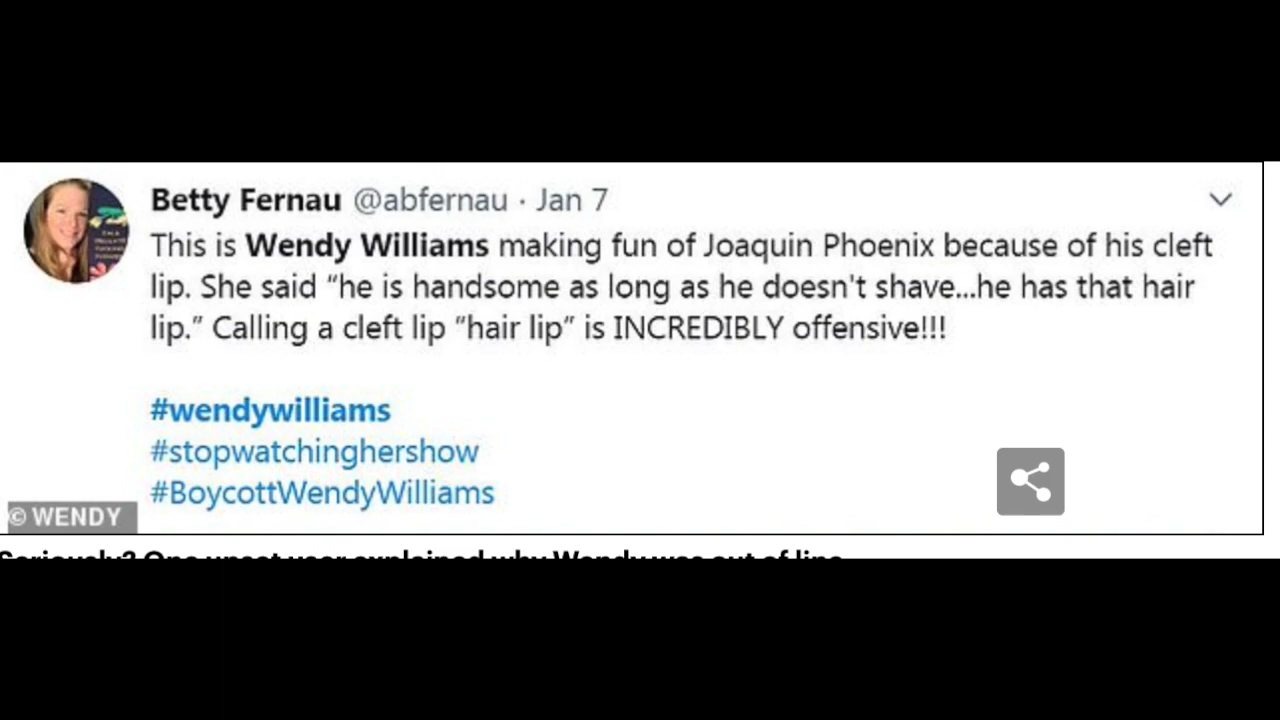 Betty Fernau @abfernau · Jan 7
This is Wendy Williams making fun of Joaquin Phoenix because of his cleft
lip. She said “he is handsome as long as he doesn't shave...he has that hair
lip.” Calling a cleft lip “hair lip” is INCREDIBLY offensive!!!
#wendywilliams
#stopwatchinghershow
#BoycottWendyWilliams
© WENDY
Seriously? One upset user explained why Wendy was out of line